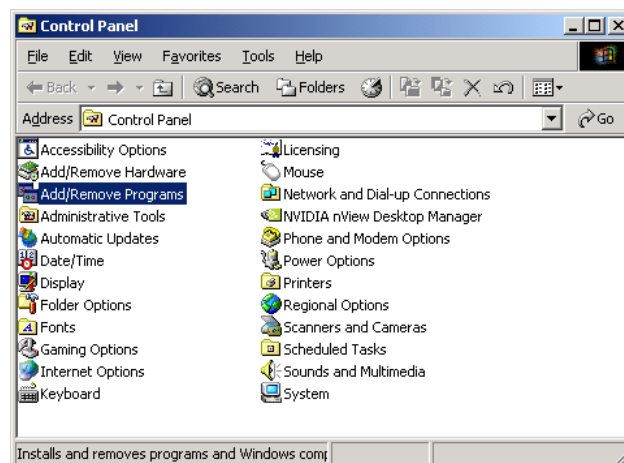 Control Panel
File Edit View Favorites Tools Help
Back Search Folders
Address Control Panel Go
Accessibility Options
Add/Remove Hardware
Add/Remove Programs
Administrative Tools
Automatic Updates
Date/Time
Display
Folder Options
Fonts
Gaming Options
Internet Options
Keyboard
Licensing
Mouse
Network and Dial-up Connections
NVIDIA nView Desktop Manager
Phone and Modem Options
Power Options
Printers
Regional Options
Scanners and Cameras
Scheduled Tasks
Sounds and Multimedia
System
Installs and removes programs and Windows comp